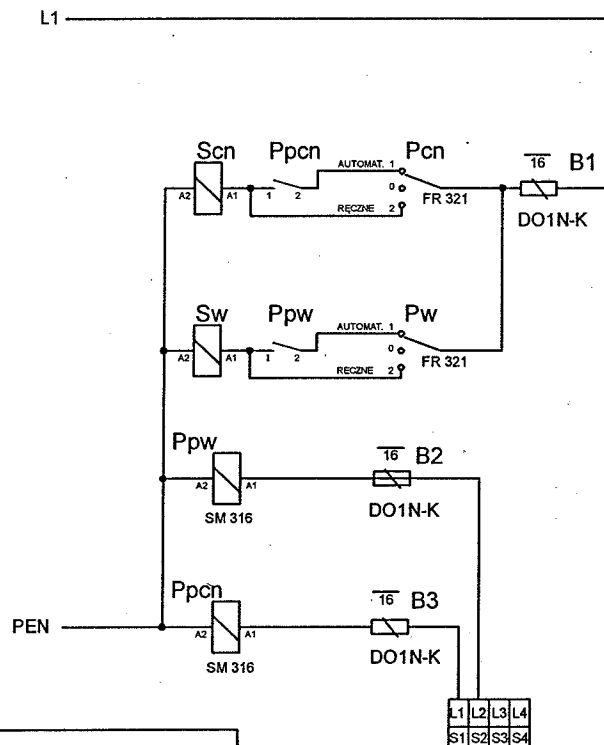 L1
Scn Ppcn Pcn 16 B1
AUTOMAT. 1
A2 A1 1 2 0 FR 321
RĘCZNE 2 DO1N-K
Sw Ppw Pw
AUTOMAT. 1
A2 A1 1 2 0 FR 321
RĘCZNE 2
Ppw 16 B2
A2 A1
SM 316 DO1N-K
Ppcn 16 B3
PEN A2 A1
SM 316 DO1N-K
L1 L2 L3 L4
S1 S2 S3 S4